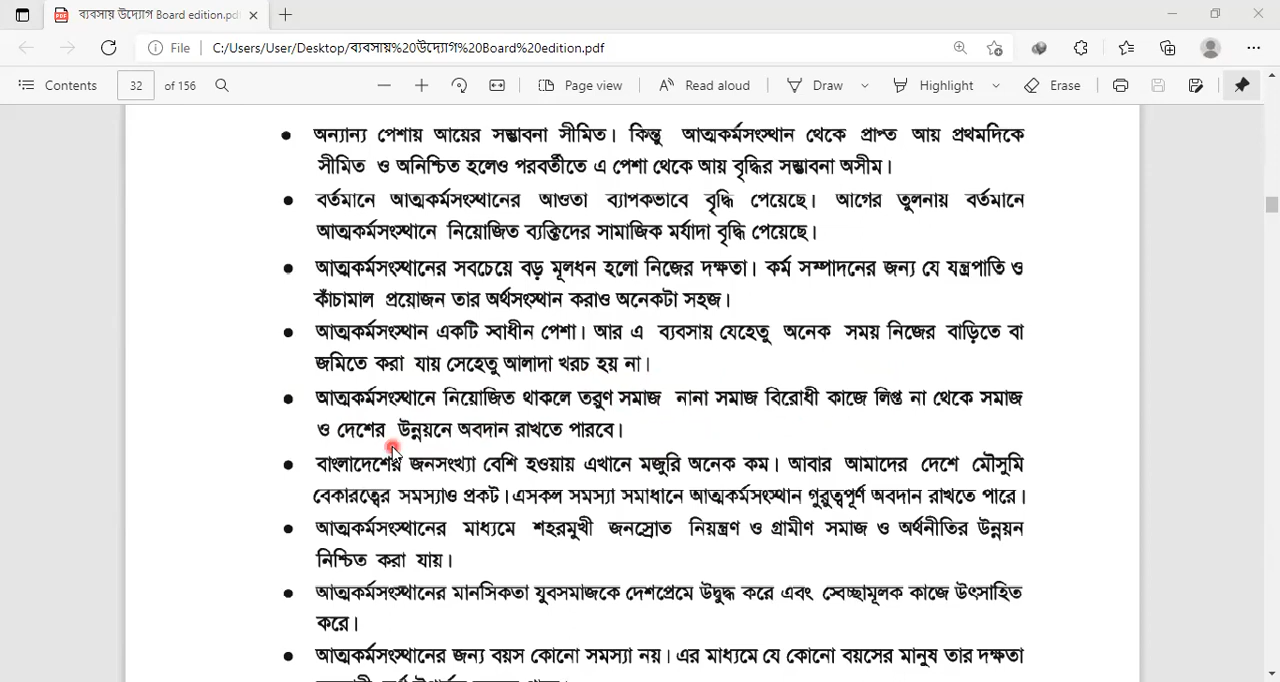 ব্যবসায় উদ্যোগ Board edition.pd
File
C:/Users/User/Desktop/ব্যবসায়%20উদ্যোগ%20Board%20edition.pdf
Contents 32 of 156 Page view Read aloud Draw Highlight Erase
• অন্যান্য পেশায় আয়ের সম্ভাবনা সীমিত। কিন্তু আত্মকর্মসংস্থান থেকে প্রাপ্ত আয় প্রথমদিকে
সীমিত ও অনিশ্চিত হলেও পরবর্তীতে এ পেশা থেকে আয় বৃদ্ধির সম্ভাবনা অসীম।
• বর্তমানে আত্মকর্মসংস্থানের আওতা ব্যাপকভাবে বৃদ্ধি পেয়েছে। আগের তুলনায় বর্তমানে
আত্মকর্মসংস্থানে নিয়োজিত ব্যক্তিদের সামাজিক মর্যাদা বৃদ্ধি পেয়েছে।
• আত্মকর্মসংস্থানের সবচেয়ে বড় মূলধন হলো নিজের দক্ষতা। কর্ম সম্পাদনের জন্য যে যন্ত্রপাতি ও
কাঁচামাল প্রয়োজন তার অর্থসংস্থান করাও অনেকটা সহজ।
• আত্মকর্মসংস্থান একটি স্বাধীন পেশা। আর এ ব্যবসায় যেহেতু অনেক সময় নিজের বাড়িতে বা
জমিতে করা যায় সেহেতু আলাদা খরচ হয় না।
• আত্মকর্মসংস্থানে নিয়োজিত থাকলে তরুণ সমাজ নানা সমাজ বিরোধী কাজে লিপ্ত না থেকে সমাজ
ও দেশের উন্নয়নে অবদান রাখতে পারবে।
• বাংলাদেশের জনসংখ্যা বেশি হওয়ায় এখানে মজুরি অনেক কম। আবার আমাদের দেশে মৌসুমি
বেকারত্বের সমস্যাও প্রকট। এসকল সমস্যা সমাধানে আত্মকর্মসংস্থান গুরুত্বপূর্ণ অবদান রাখতে পারে।
• আত্মকর্মসংস্থানের মাধ্যমে শহরমুখী জনস্রোত নিয়ন্ত্রণ ও গ্রামীণ সমাজ ও অর্থনীতির উন্নয়ন
নিশ্চিত করা যায়।
• আত্মকর্মসংস্থানের মানসিকতা যুবসমাজকে দেশপ্রেমে উদ্বুদ্ধ করে এবং স্বেচ্ছামূলক কাজে উৎসাহিত
করে।
• আত্মকর্মসংস্থানের জন্য বয়স কোনো সমস্যা নয়। এর মাধ্যমে যে কোনো বয়সের মানুষ তার দক্ষতা